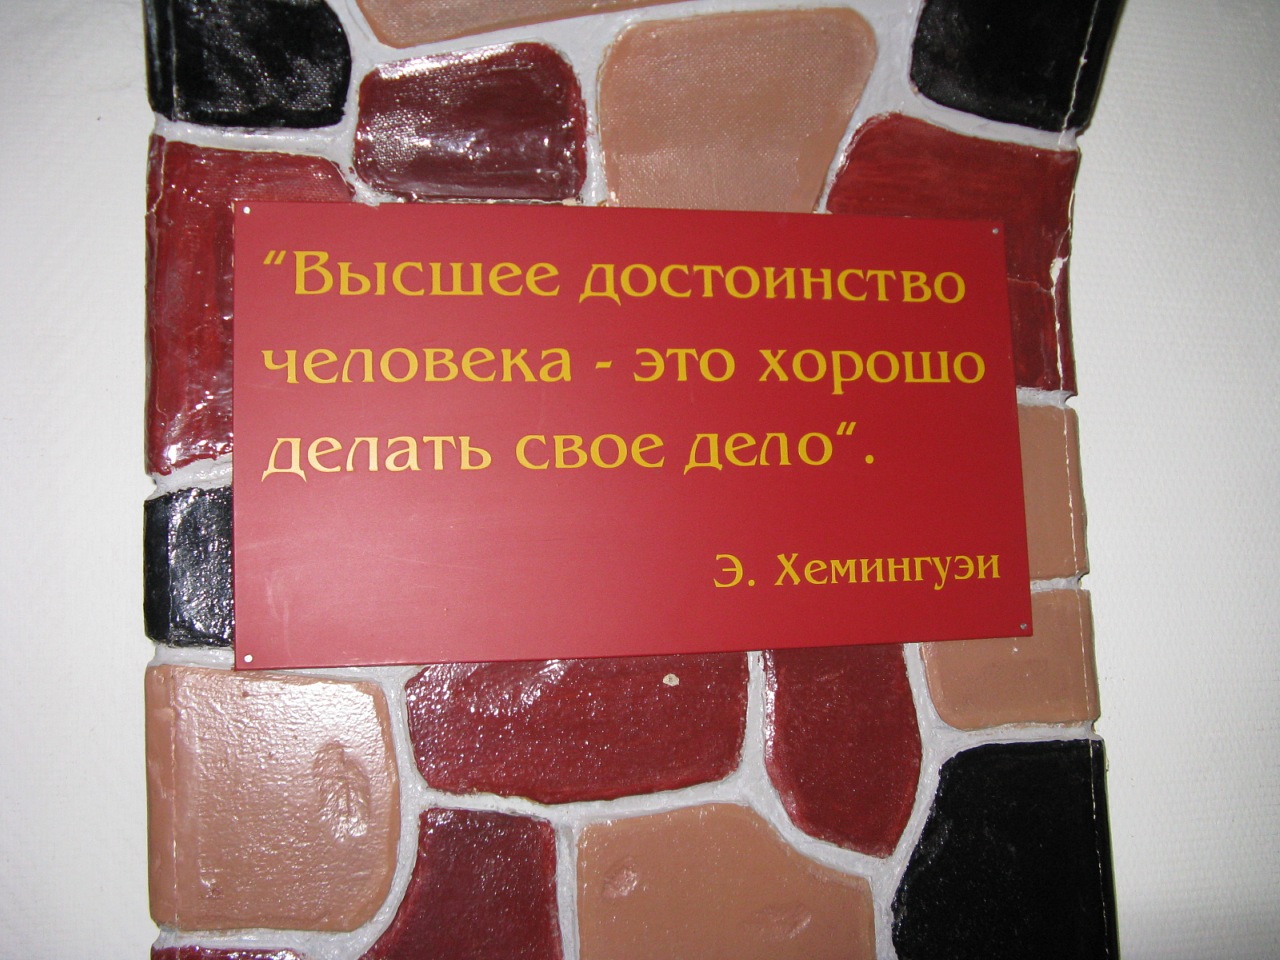 “Высшее достоинство
человека - это хорошо
делать свое дело“.
Э. Хемингуэи